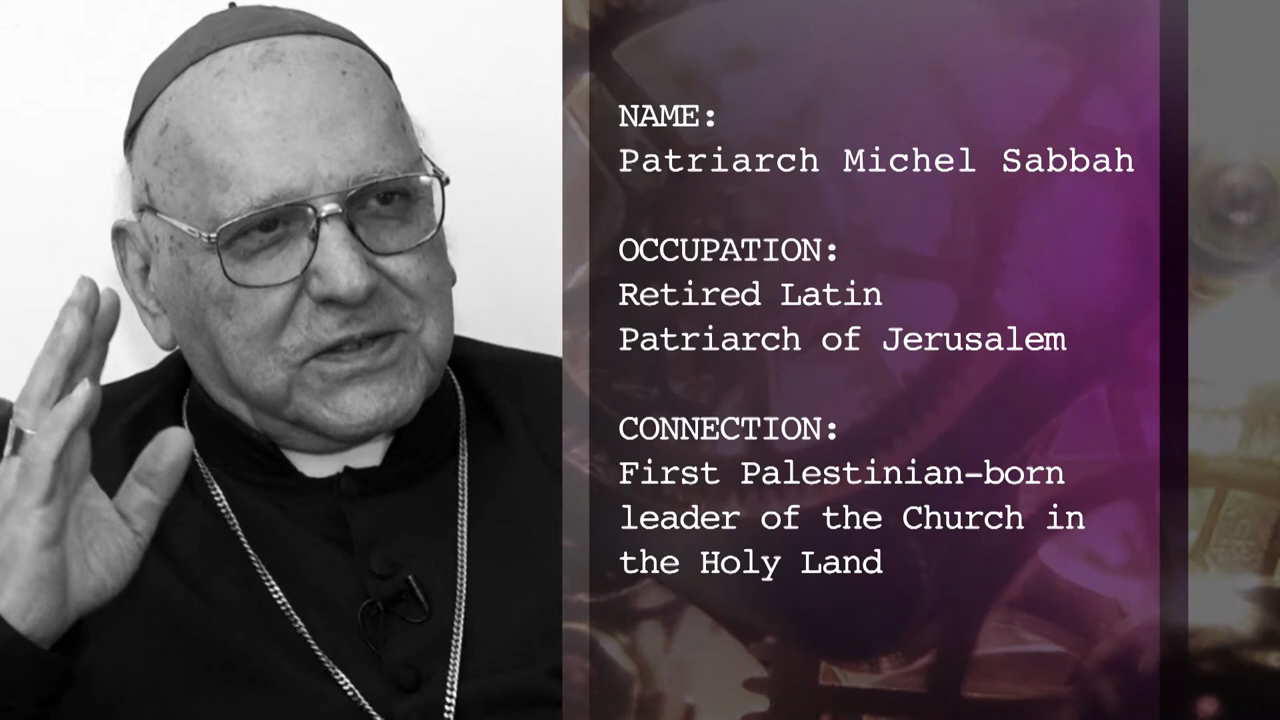 NAME:
Patriarch Michel Sabbah
OCCUPATION:
Retired Latin
Patriarch of Jerusalem
CONNECTION:
First Palestinian-born
leader of the Church in
the Holy Land